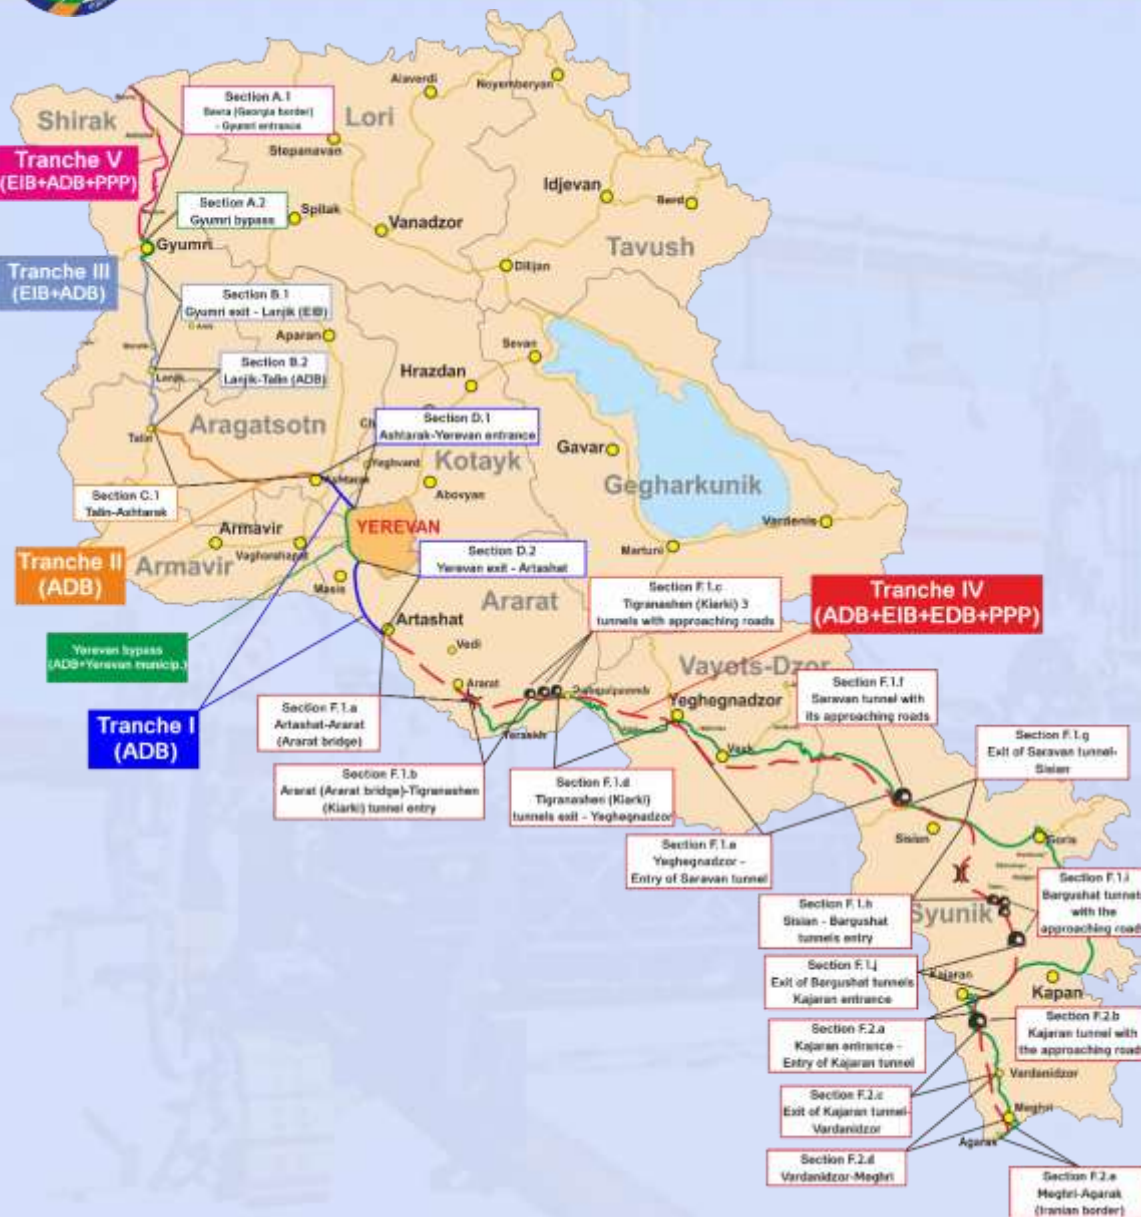 Section A.1
Bavra (Georgia border)
- Gyumri entrance
Shirak
Lori
Alaverdi
Noyemberyan
Stepanavan
Tranche V
(EIB+ADB+PPP)
Section A.2
Gyumri bypass
Spitak
Vanadzor
Idjevan
Berd
Tavush
Gyumri
Dilijan
Tranche III
(EIB+ADB)
Section B.1
Gyumri exit - Lanjik (EIB)
Aparan
Sevan
Section B.2
Lanjik-Talin (ADB)
Lanjik
Hrazdan
Aragatsotn
Talin
Section D.1
Ashtarak-Yerevan entrance
Yeghvard
Kotayk
Gavar
Gegharkunik
Ashtarak
Abovyan
Section C.1
Talin-Ashtarak
Vardenis
Armavir
YEREVAN
Vagharshapat
Martuni
Tranche II
(ADB)
Armavir
Section D.2
Yerevan exit - Artashat
Masis
Ararat
Section F.1.c
Tigranashen (Kiarki) 3
tunnels with approaching roads
Tranche IV
(ADB+EIB+EDB+PPP)
Artashat
Yerevan bypass
(ADB+Yerevan municip.)
Vedi
Vayots-Dzor
Ararat
Section F.1.f
Saravan tunnel with
its approaching roads
Yeghegnadzor
Section F.1.a
Artashat-Ararat
(Ararat bridge)
Tranche I
(ADB)
Yeraskh
Vayk
Section F.1.g
Exit of Saravan tunnel-
Sisian
Section F.1.b
Ararat (Ararat bridge)-Tigranashen
(Kiarki) tunnel entry
Section F.1.d
Tigranashen (Kiarki)
tunnels exit - Yeghegnadzor
Section F.1.e
Yeghegnadzor -
Entry of Saravan tunnel
Sisian
Goris
Section F.1.i
Bargushat tunnels
with the
approaching roads
Section F.1.h
Sisian - Bargushat
tunnels entry
Syunik
Section F.1.j
Exit of Bargushat tunnels
Kajaran entrance
Kajaran
Kapan
Section F.2.b
Kajaran tunnel with
the approaching roads
Section F.2.a
Kajaran entrance -
Entry of Kajaran tunnel
Vardanidzor
Section F.2.c
Exit of Kajaran tunnel-
Vardanidzor
Meghri
Agarak
Section F.2.d
Vardanidzor-Meghri
Section F.2.e
Meghri-Agarak
(Iranian border)